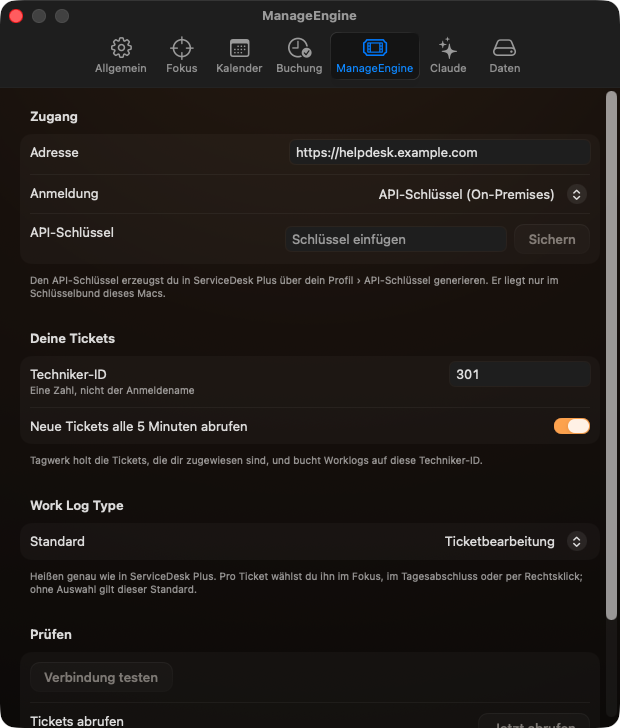 ManageEngine
Allgemein Fokus Kalender Buchung ManageEngine Claude Daten
Zugang
Adresse https://helpdesk.example.com
Anmeldung API-Schlüssel (On-Premises)
API-Schlüssel Schlüssel einfügen Sichern
Den API-Schlüssel erzeugst du in ServiceDesk Plus über dein Profil › API-Schlüssel generieren. Er liegt nur im
Schlüsselbund dieses Macs.
Deine Tickets
Techniker-ID 301
Eine Zahl, nicht der Anmeldename
Neue Tickets alle 5 Minuten abrufen
Tagwerk holt die Tickets, die dir zugewiesen sind, und bucht Worklogs auf diese Techniker-ID.
Work Log Type
Standard Ticketbearbeitung
Heißen genau wie in ServiceDesk Plus. Pro Ticket wählst du ihn im Fokus, im Tagesabschluss oder per Rechtsklick;
ohne Auswahl gilt dieser Standard.
Prüfen
Verbindung testen
Tickets abrufen Jetzt abrufen